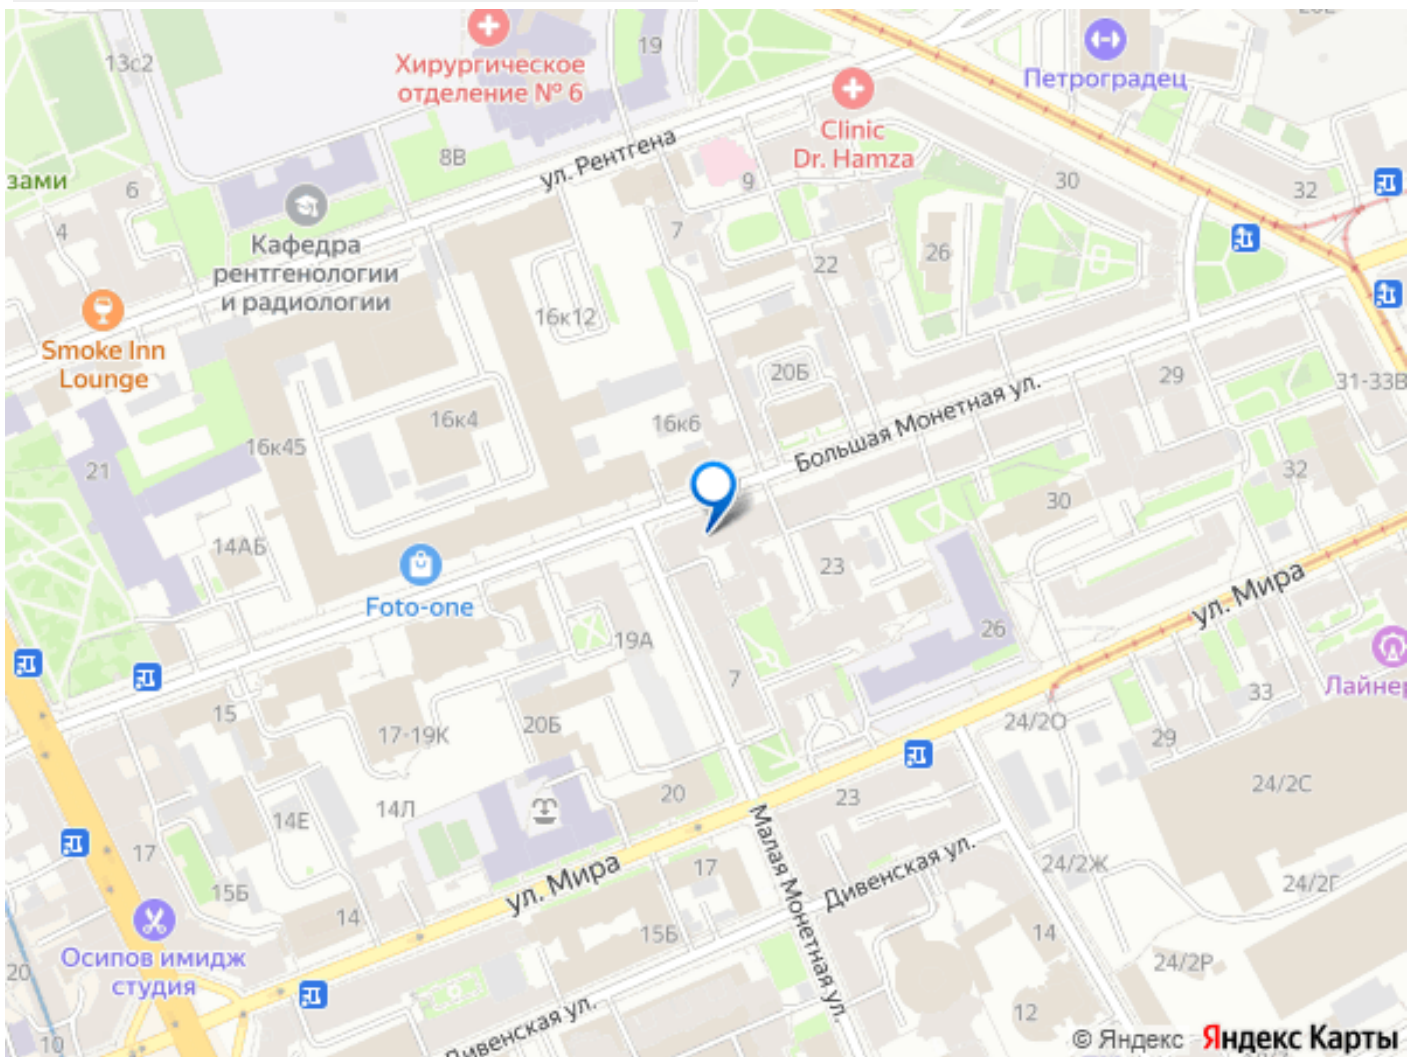 13с2
Хирургическое
отделение № 6
19
Петроградец
Clinic
Dr. Hamza
8В
ул. Рентгена
зами
6
4
9
30
32
Кафедра
рентгенологии
и радиологии
7
22
26
16к12
Smoke Inn
Lounge
20Б
29
31-33В
16к4
16к6
Большая Монетная ул.
16к45
21
32
30
14АБ
23
Foto-one
ул. Мира
19А
26
7
33
Лайнер
15
17-19К
20Б
24/2О
29
20
23
24/2С
14Л
14Е
17
Малая Монетная ул.
15Б
14
ул. Мира
17
Дивенская ул.
24/2Ж
24/2Г
Осипов имидж
студия
20
15Б
14
24/2Р
12
10
Дивенская ул.
© Яндекс Яндекс Карты